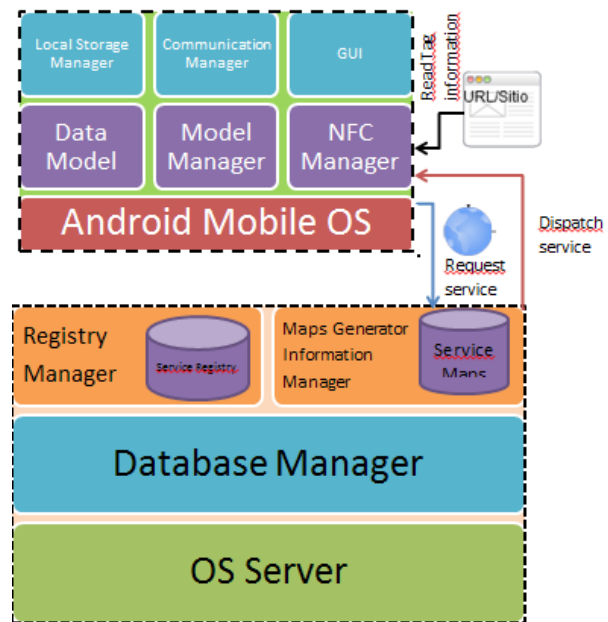 Local Storage
Manager
Communication
Manager
GUI
Read Tag
information
URL/Sitio
Data
Model
Model
Manager
NFC
Manager
Android Mobile OS
Dispatch
service
Request
service
Registry
Manager
Service Registry
Maps Generator
Information
Manager
Service
Maps
Database Manager
OS Server